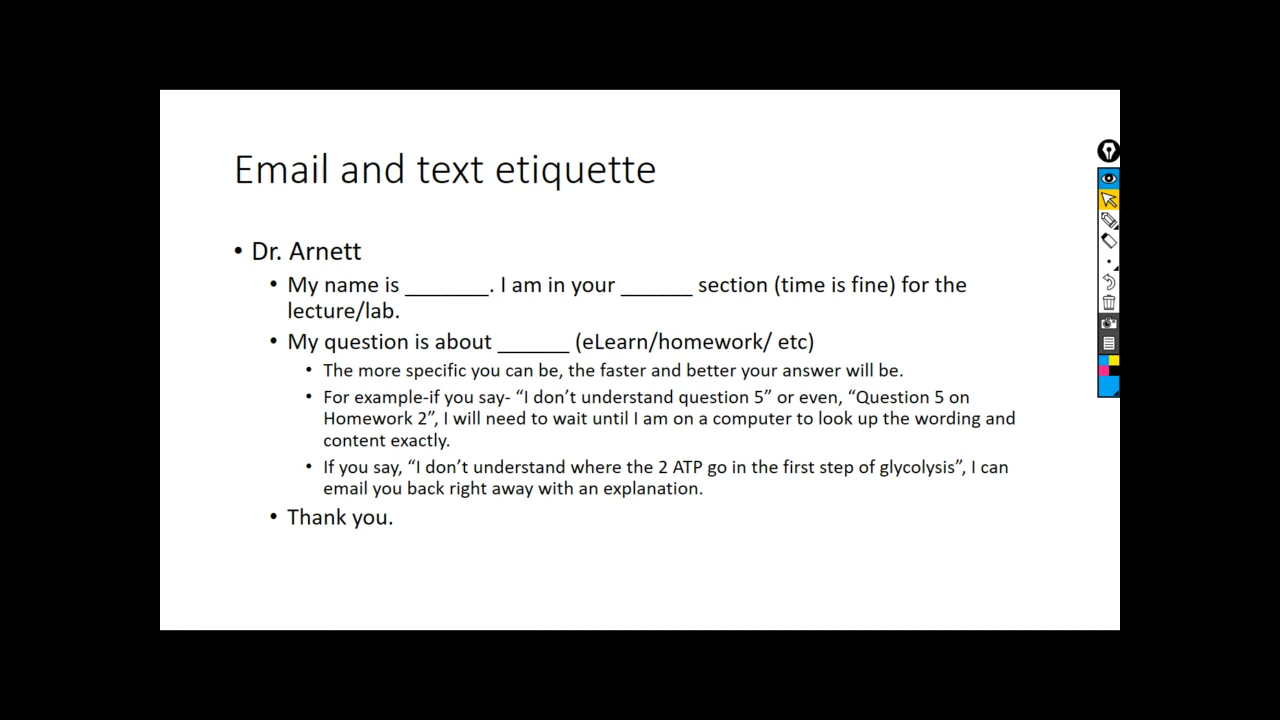 Email and text etiquette
• Dr. Arnett
• My name is _______. I am in your ______ section (time is fine) for the
lecture/lab.
• My question is about ______ (eLearn/homework/ etc)
• The more specific you can be, the faster and better your answer will be.
• For example-if you say- “I don’t understand question 5” or even, “Question 5 on
Homework 2”, I will need to wait until I am on a computer to look up the wording and
content exactly.
• If you say, “I don’t understand where the 2 ATP go in the first step of glycolysis”, I can
email you back right away with an explanation.
• Thank you.